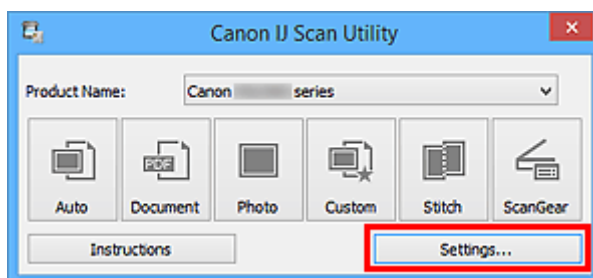 Canon IJ Scan Utility
Product Name: Canon series
Auto Document Photo Custom Stitch ScanGear
PDF
Instructions Settings...